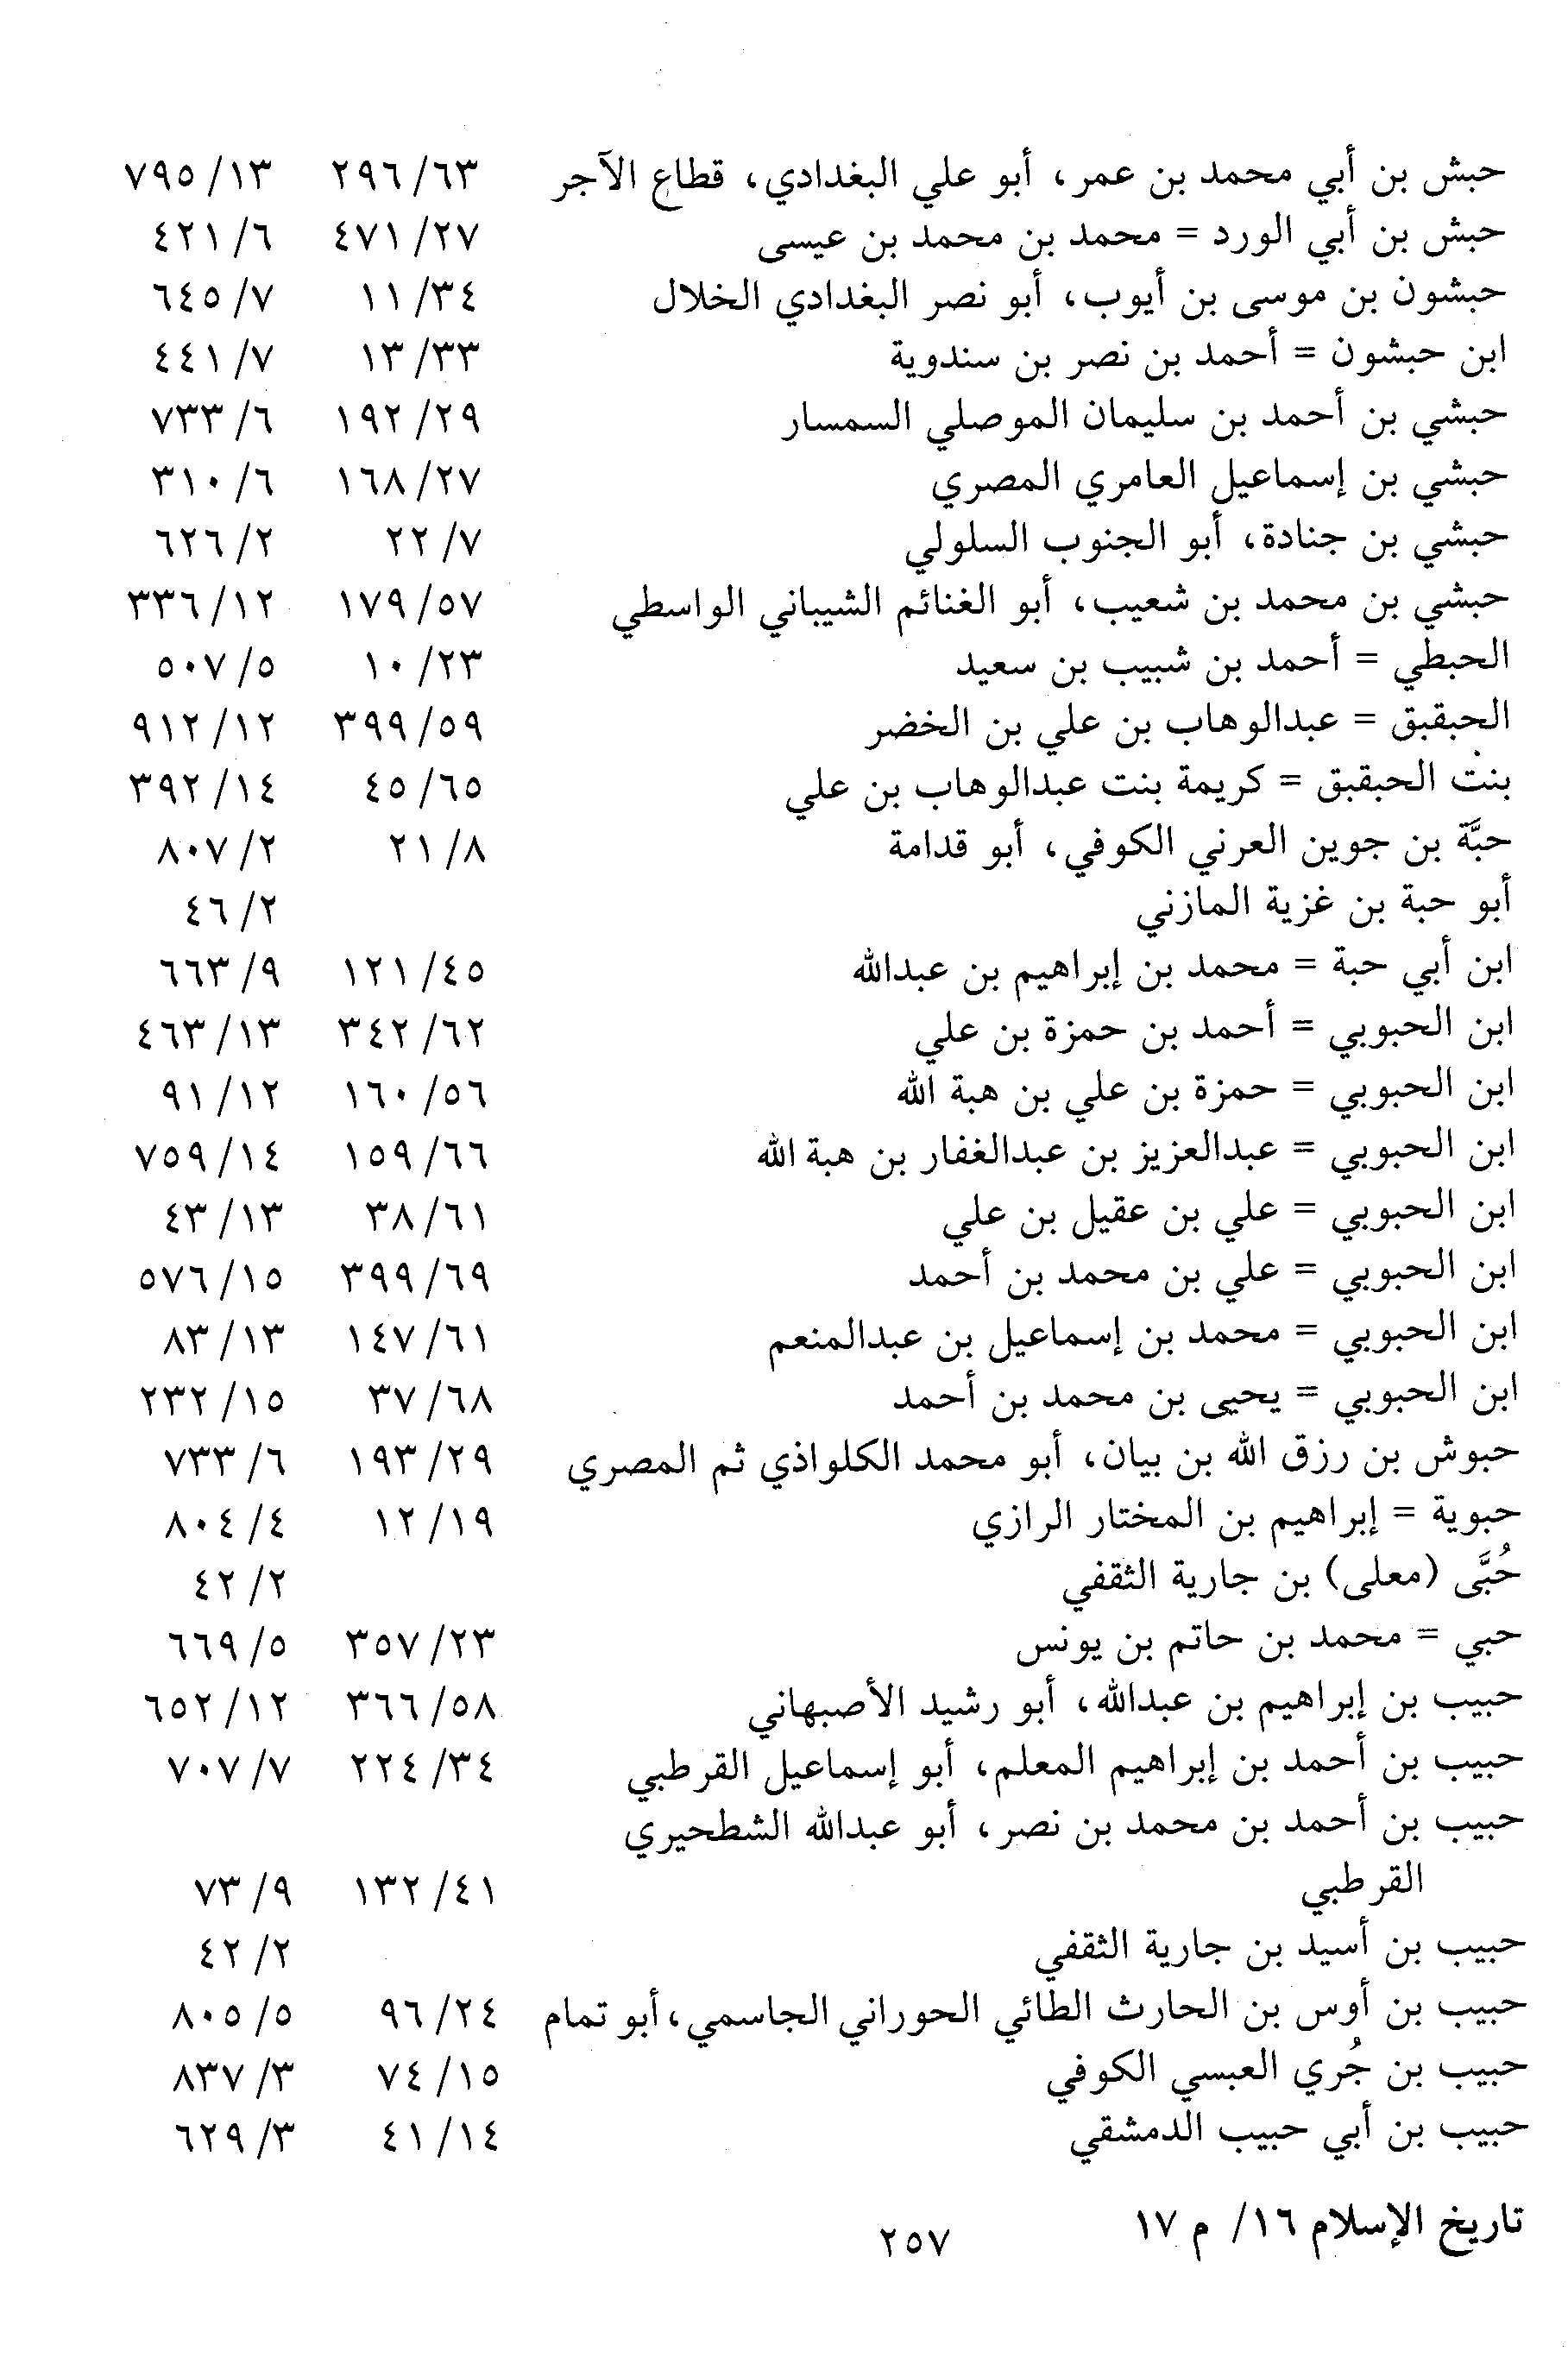 حبش بن أبي محمد بن عمر، أبو علي البغدادي، قطاع الآجر ٦٣/ ٢٩٦ ١٣/ ٧٩٥
حبش بن أبي الورد = محمد بن محمد بن عيسى ٢٧/ ٤٧١ ٦/ ٤٢١
حبشون بن موسى بن أيوب، أبو نصر البغدادي الخلال ٣٤/ ١١ ٧/ ٦٤٥
ابن حبشون = أحمد بن نصر بن سندوية ٣٣/ ١٣ ٧/ ٤٤١
حبشي بن أحمد بن سليمان الموصلي السمسار ٢٩/ ١٩٢ ٦/ ٧٣٣
حبشي بن إسماعيل العامري المصري ٢٧/ ١٦٨ ٦/ ٣١٠
حبشي بن جنادة، أبو الجنوب السلولي ٧/ ٢٢ ٢/ ٦٢٦
حبشي بن محمد بن شعيب، أبو الغنائم الشيباني الواسطي ٥٧/ ١٧٩ ١٢/ ٣٣٦
الحبطي = أحمد بن شبيب بن سعيد ٢٣/ ١٠ ٥/ ٥٠٧
الحبقبق = عبدالوهاب بن علي بن الخضر ٥٩/ ٣٩٩ ١٢/ ٩١٢
بنت الحبقبق = كريمة بنت عبدالوهاب بن علي ٦٥/ ٤٥ ١٤/ ٣٩٢
حبَّة بن جوين العرني الكوفي، أبو قدامة ٨/ ٢١ ٢/ ٨٠٧
أبو حبة بن غزية المازني ٢/ ٤٦
ابن أبي حبة = محمد بن إبراهيم بن عبدالله ٤٥/ ١٢١ ٩/ ٦٦٣
ابن الحبوبي = أحمد بن حمزة بن علي ٦٢/ ٣٤٢ ١٣/ ٤٦٣
ابن الحبوبي = حمزة بن علي بن هبة الله ٥٦/ ١٦٠ ١٢/ ٩١
ابن الحبوبي = عبدالعزيز بن عبدالغفار بن هبة الله ٦٦/ ١٥٩ ١٤/ ٧٥٩
ابن الحبوبي = علي بن عقيل بن علي ٦١/ ٣٨ ١٣/ ٤٣
ابن الحبوبي = علي بن محمد بن أحمد ٦٩/ ٣٩٩ ١٥/ ٥٧٦
ابن الحبوبي = محمد بن إسماعيل بن عبدالمنعم ٦١/ ١٤٧ ١٣/ ٨٣
ابن الحبوبي = يحيى بن محمد بن أحمد ٦٨/ ٣٧ ١٥/ ٢٣٢
حبوش بن رزق الله بن بيان، أبو محمد الكلواذي ثم المصري ٢٩/ ١٩٣ ٦/ ٧٣٣
حبوية = إبراهيم بن المختار الرازي ١٩/ ١٢ ٤/ ٨٠٤
حُبَّى (معلى) بن جارية الثقفي ٢/ ٤٢
حبي = محمد بن حاتم بن يونس ٢٣/ ٣٥٧ ٥/ ٦٦٩
حبيب بن إبراهيم بن عبدالله، أبو رشيد الأصبهاني ٥٨/ ٣٦٦ ١٢/ ٦٥٢
حبيب بن أحمد بن إبراهيم المعلم، أبو إسماعيل القرطبي ٣٤/ ٢٢٤ ٧/ ٧٠٧
حبيب بن أحمد بن محمد بن نصر، أبو عبدالله الشطحيري
القرطبي ٤١/ ١٣٢ ٩/ ٧٣
حبيب بن أسيد بن جارية الثقفي ٢/ ٤٢
حبيب بن أوس بن الحارث الطائي الحوراني الجاسمي، أبو تمام ٢٤/ ٩٦ ٥/ ٨٠٥
حبيب بن جُري العبسي الكوفي ١٥/ ٧٤ ٣/ ٨٣٧
حبيب بن أبي حبيب الدمشقي ١٤/ ٤١ ٣/ ٦٢٩
تاريخ الإسلام ١٦/ م ١٧
٢٥٧